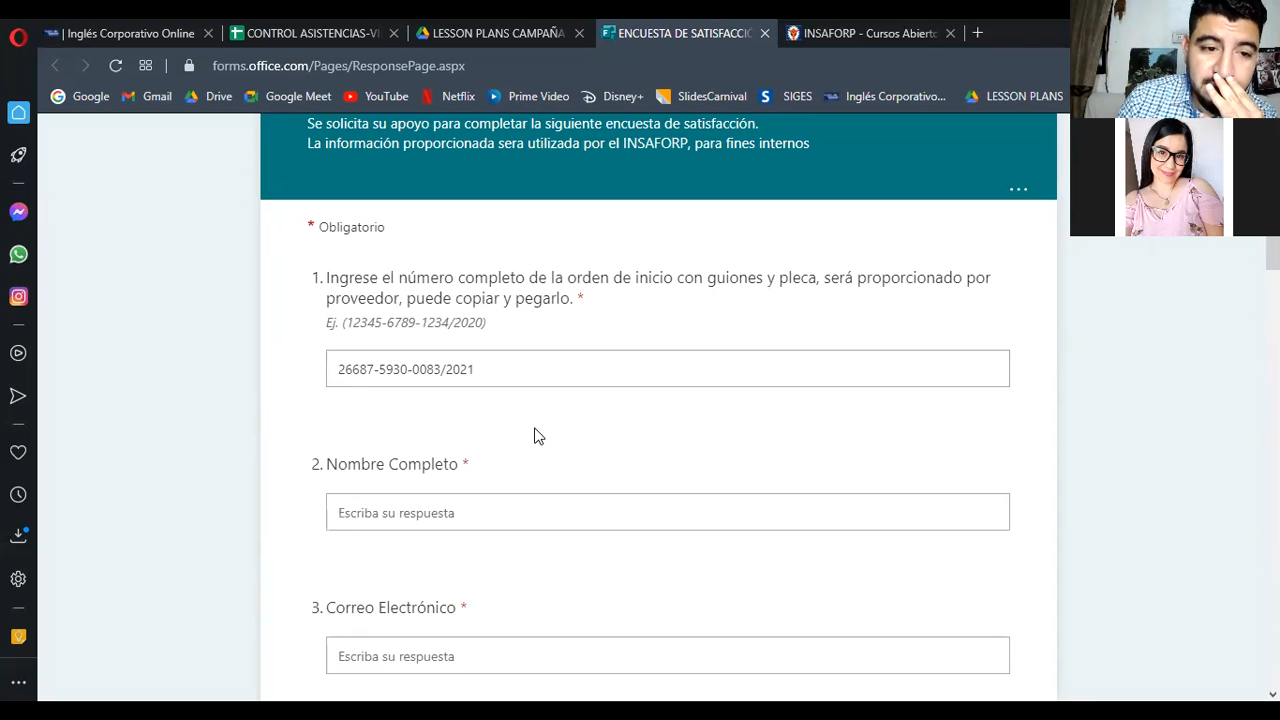 | Inglés Corporativo Online
CONTROL ASISTENCIAS-VI
LESSON PLANS CAMPAÑA
ENCUESTA DE SATISFACCIÓ
INSAFORP - Cursos Abierto
forms.office.com/Pages/ResponsePage.aspx
Google
Gmail
Drive
Google Meet
YouTube
Netflix
Prime Video
Disney+
SlidesCarnival
SIGES
Inglés Corporativo...
LESSON PLANS
Se solicita su apoyo para completar la siguiente encuesta de satisfacción.
La información proporcionada sera utilizada por el INSAFORP, para fines internos
* Obligatorio
1. Ingrese el número completo de la orden de inicio con guiones y pleca, será proporcionado por
proveedor, puede copiar y pegarlo. *
Ej. (12345-6789-1234/2020)
26687-5930-0083/2021
2. Nombre Completo *
Escriba su respuesta
3. Correo Electrónico *
Escriba su respuesta